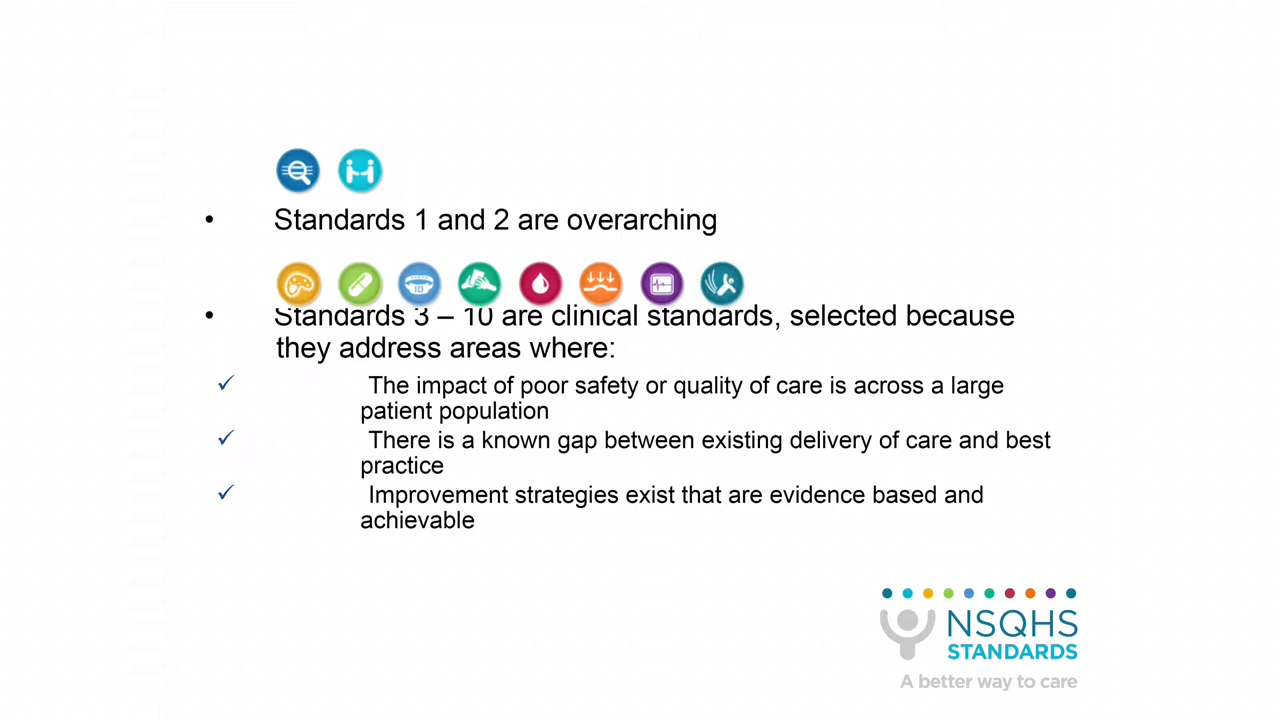 • Standards 1 and 2 are overarching
ID
• Standards 3 – 10 are clinical standards, selected because
they address areas where:
✓ The impact of poor safety or quality of care is across a large
patient population
✓ There is a known gap between existing delivery of care and best
practice
✓ Improvement strategies exist that are evidence based and
achievable
NSQHS
STANDARDS
A better way to care